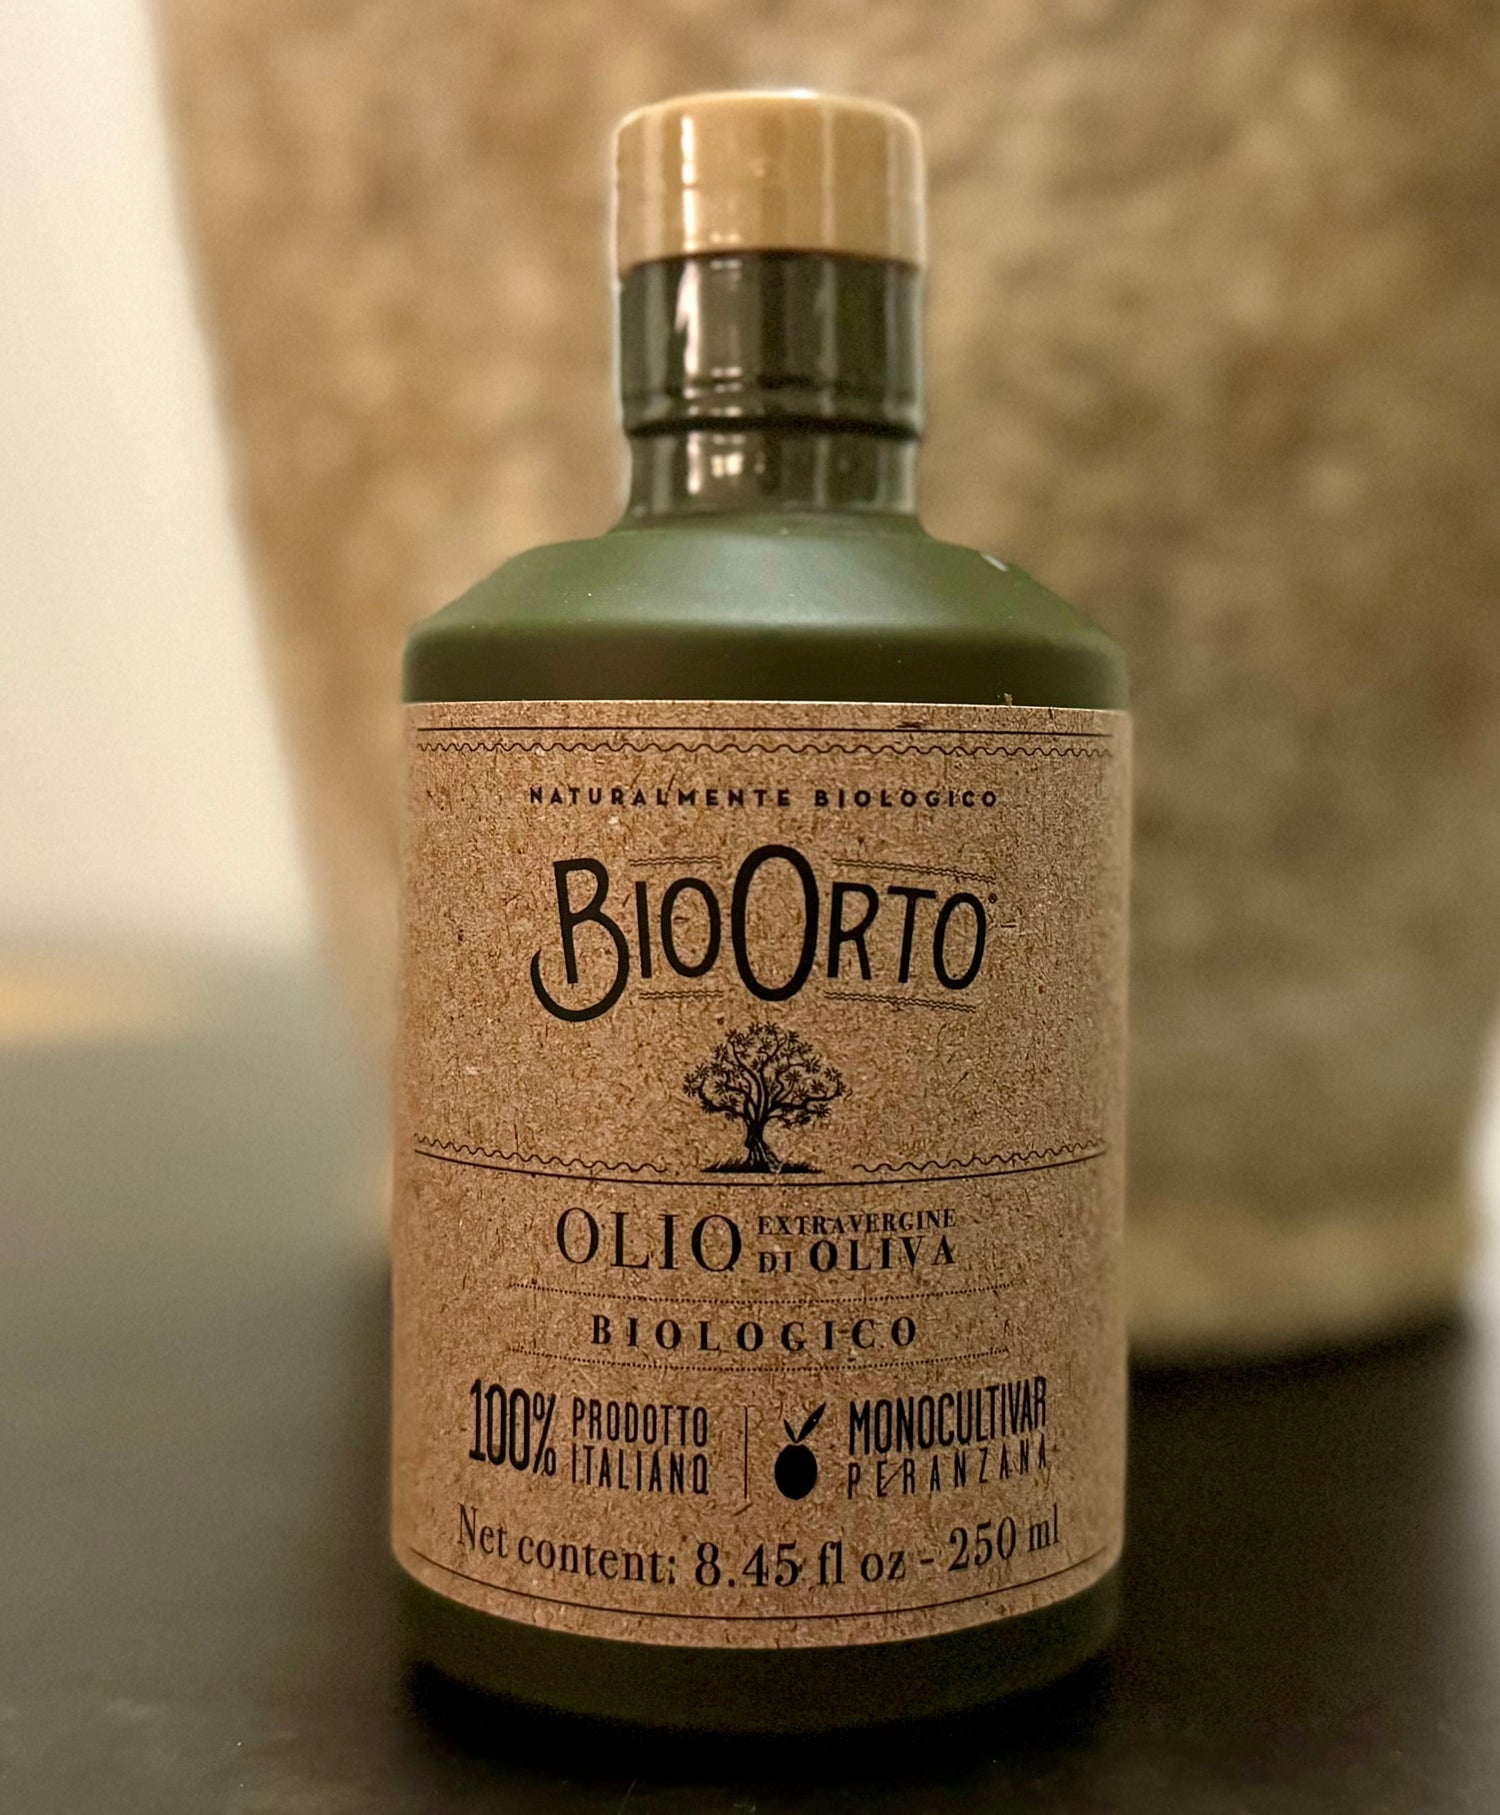 NATURALMENTE BIOLOGICO
BIOORTO®
OLIO EXTRAVERGINE
DI OLIVA
BIOLOGICO
100% PRODOTTO
ITALIANO
MONOCULTIVAR
PERANZANA
Net content: 8.45 fl oz - 250 ml